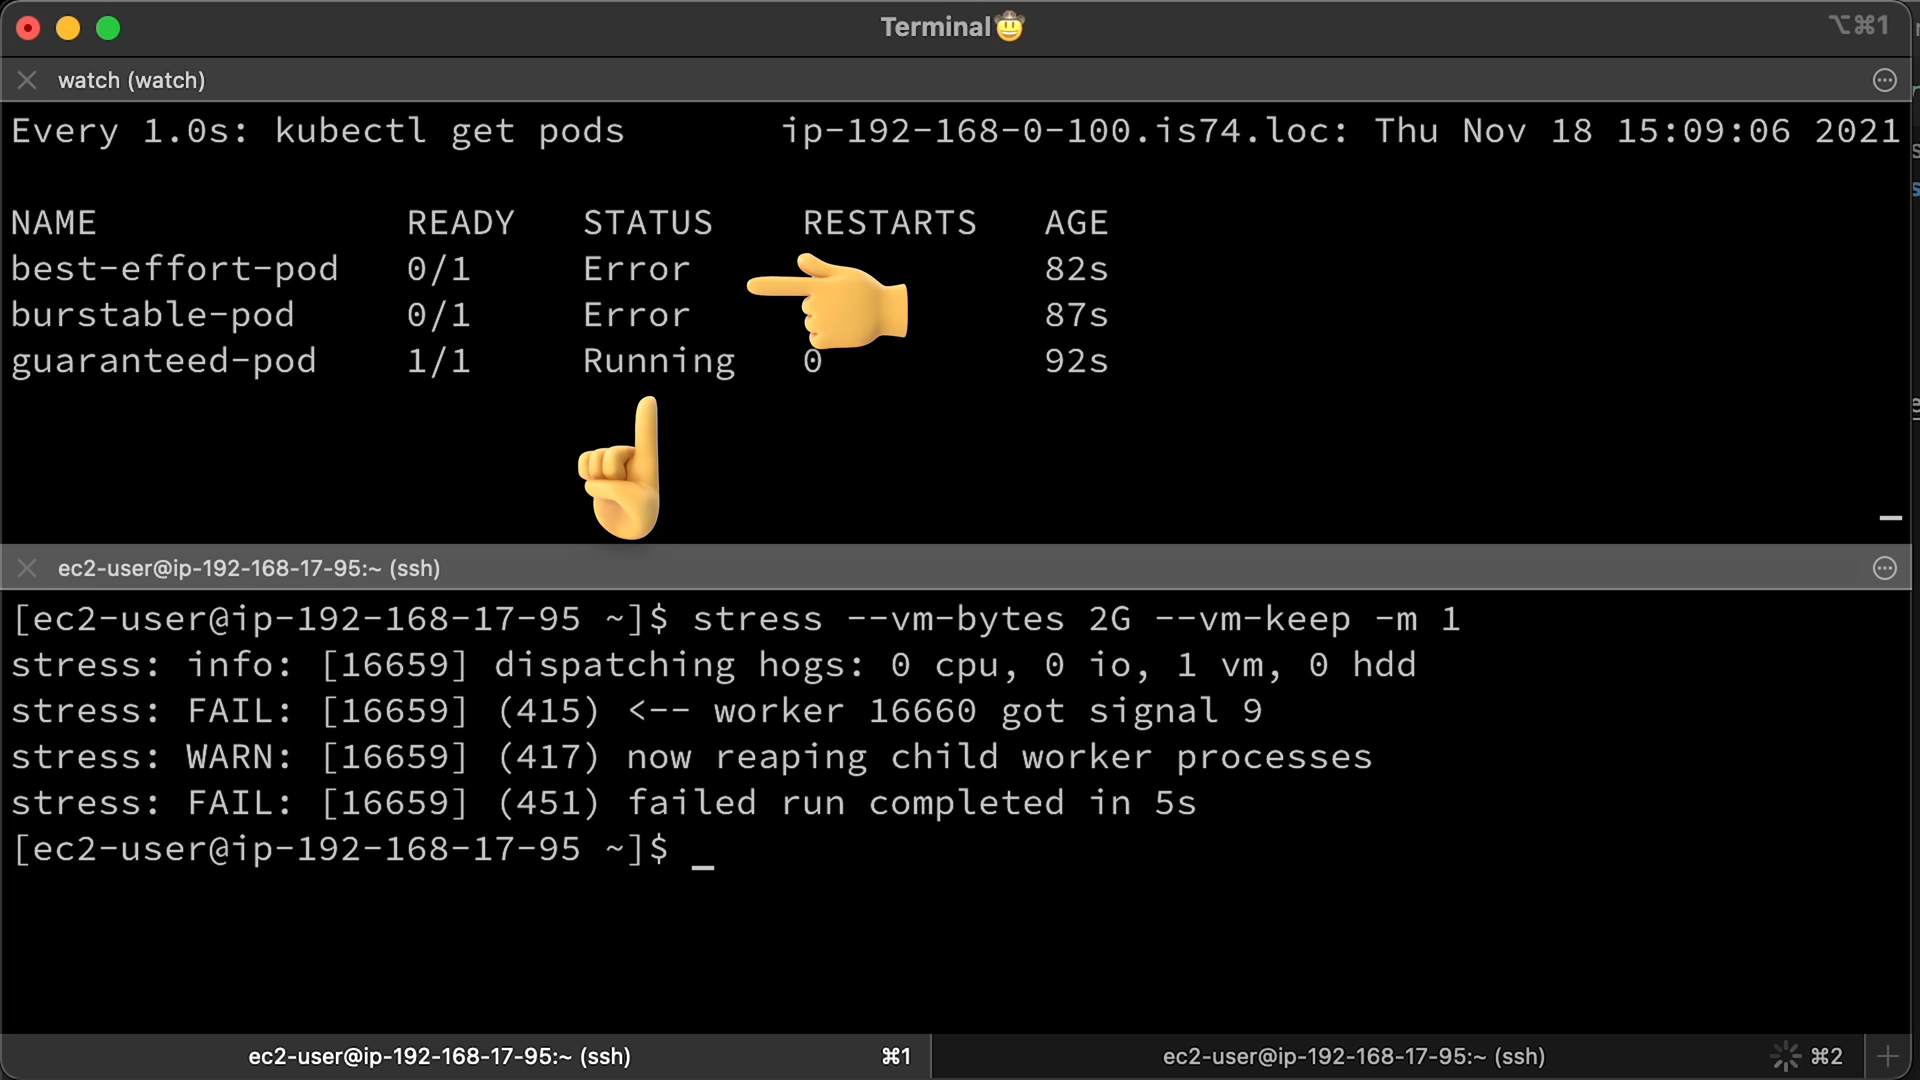 Terminal🤠
⌥⌘1
watch (watch)
Every 1.0s: kubectl get pods ip-192-168-0-100.is74.loc: Thu Nov 18 15:09:06 2021
NAME READY STATUS RESTARTS AGE
best-effort-pod 0/1 Error 82s
burstable-pod 0/1 Error 87s
guaranteed-pod 1/1 Running 0 92s
ec2-user@ip-192-168-17-95:~ (ssh)
[ec2-user@ip-192-168-17-95 ~]$ stress --vm-bytes 2G --vm-keep -m 1
stress: info: [16659] dispatching hogs: 0 cpu, 0 io, 1 vm, 0 hdd
stress: FAIL: [16659] (415) <-- worker 16660 got signal 9
stress: WARN: [16659] (417) now reaping child worker processes
stress: FAIL: [16659] (451) failed run completed in 5s
[ec2-user@ip-192-168-17-95 ~]$ _
ec2-user@ip-192-168-17-95:~ (ssh) ⌘1
ec2-user@ip-192-168-17-95:~ (ssh) ⌘2 +